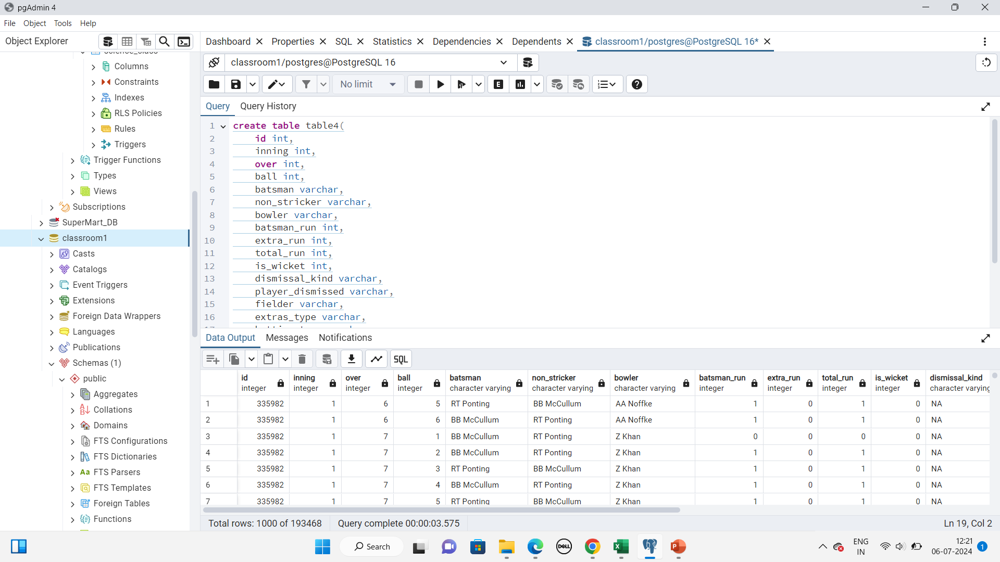 pgAdmin 4
File Object Tools Help
Object Explorer
Dashboard Properties SQL Statistics Dependencies Dependents classroom1/postgres@PostgreSQL 16*
Columns
Constraints
Indexes
RLS Policies
Rules
Triggers
Trigger Functions
Types
Views
Subscriptions
SuperMart_DB
classroom1
Casts
Catalogs
Event Triggers
Extensions
Foreign Data Wrappers
Languages
Publications
Schemas (1)
public
Aggregates
Collations
Domains
FTS Configurations
FTS Dictionaries
Aa FTS Parsers
FTS Templates
Foreign Tables
Functions
classroom1/postgres@PostgreSQL 16
No limit E
Query Query History
1 create table table4(
2 id int,
3 inning int,
4 over int,
5 ball int,
6 batsman varchar,
7 non_stricker varchar,
8 bowler varchar,
9 batsman_run int,
10 extra_run int,
11 total_run int,
12 is_wicket int,
13 dismissal_kind varchar,
14 player_dismissed varchar,
15 fielder varchar,
16 extras_type varchar,
Data Output Messages Notifications
SQL
id inning over ball batsman non_stricker bowler batsman_run extra_run total_run is_wicket dismissal_kind
integer integer integer integer character varying character varying character varying integer integer integer integer character varying
1 335982 1 6 5 RT Ponting BB McCullum AA Noffke 1 0 1 0 NA
2 335982 1 6 6 BB McCullum RT Ponting AA Noffke 1 0 1 0 NA
3 335982 1 7 1 BB McCullum RT Ponting Z Khan 0 0 0 0 NA
4 335982 1 7 2 BB McCullum RT Ponting Z Khan 1 0 1 0 NA
5 335982 1 7 3 RT Ponting BB McCullum Z Khan 1 0 1 0 NA
6 335982 1 7 4 BB McCullum RT Ponting Z Khan 1 0 1 0 NA
7 335982 1 7 5 RT Ponting BB McCullum Z Khan 1 0 1 0 NA
Total rows: 1000 of 193468 Query complete 00:00:03.575 Ln 19, Col 2
Search
DELL
ENG
IN
12:21
06-07-2024
1